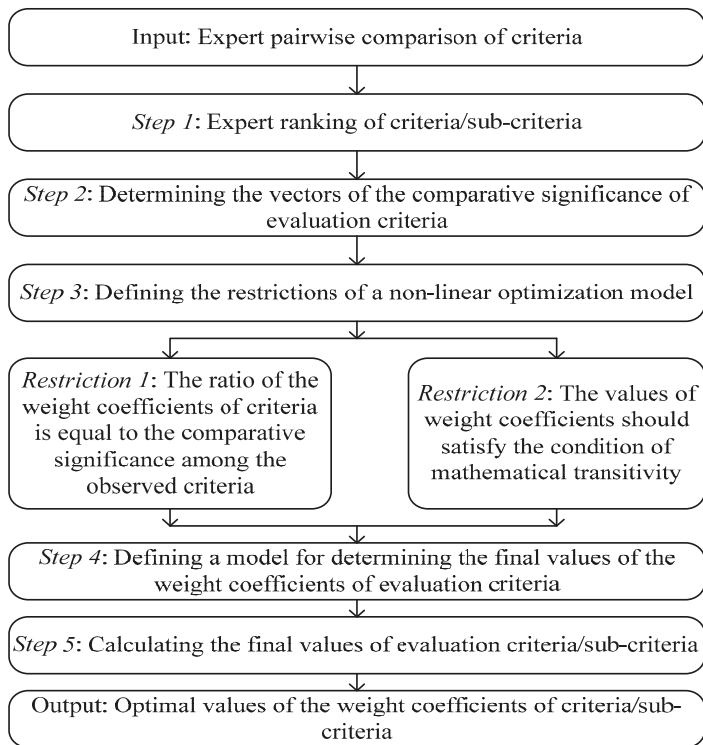 Input: Expert pairwise comparison of criteria
Step 1: Expert ranking of criteria/sub-criteria
Step 2: Determining the vectors of the comparative significance of
evaluation criteria
Step 3: Defining the restrictions of a non-linear optimization model
Restriction 1: The ratio of the
weight coefficients of criteria
is equal to the comparative
significance among the
observed criteria
Restriction 2: The values of
weight coefficients should
satisfy the condition of
mathematical transitivity
Step 4: Defining a model for determining the final values of the
weight coefficients of evaluation criteria
Step 5: Calculating the final values of evaluation criteria/sub-criteria
Output: Optimal values of the weight coefficients of criteria/sub-
criteria